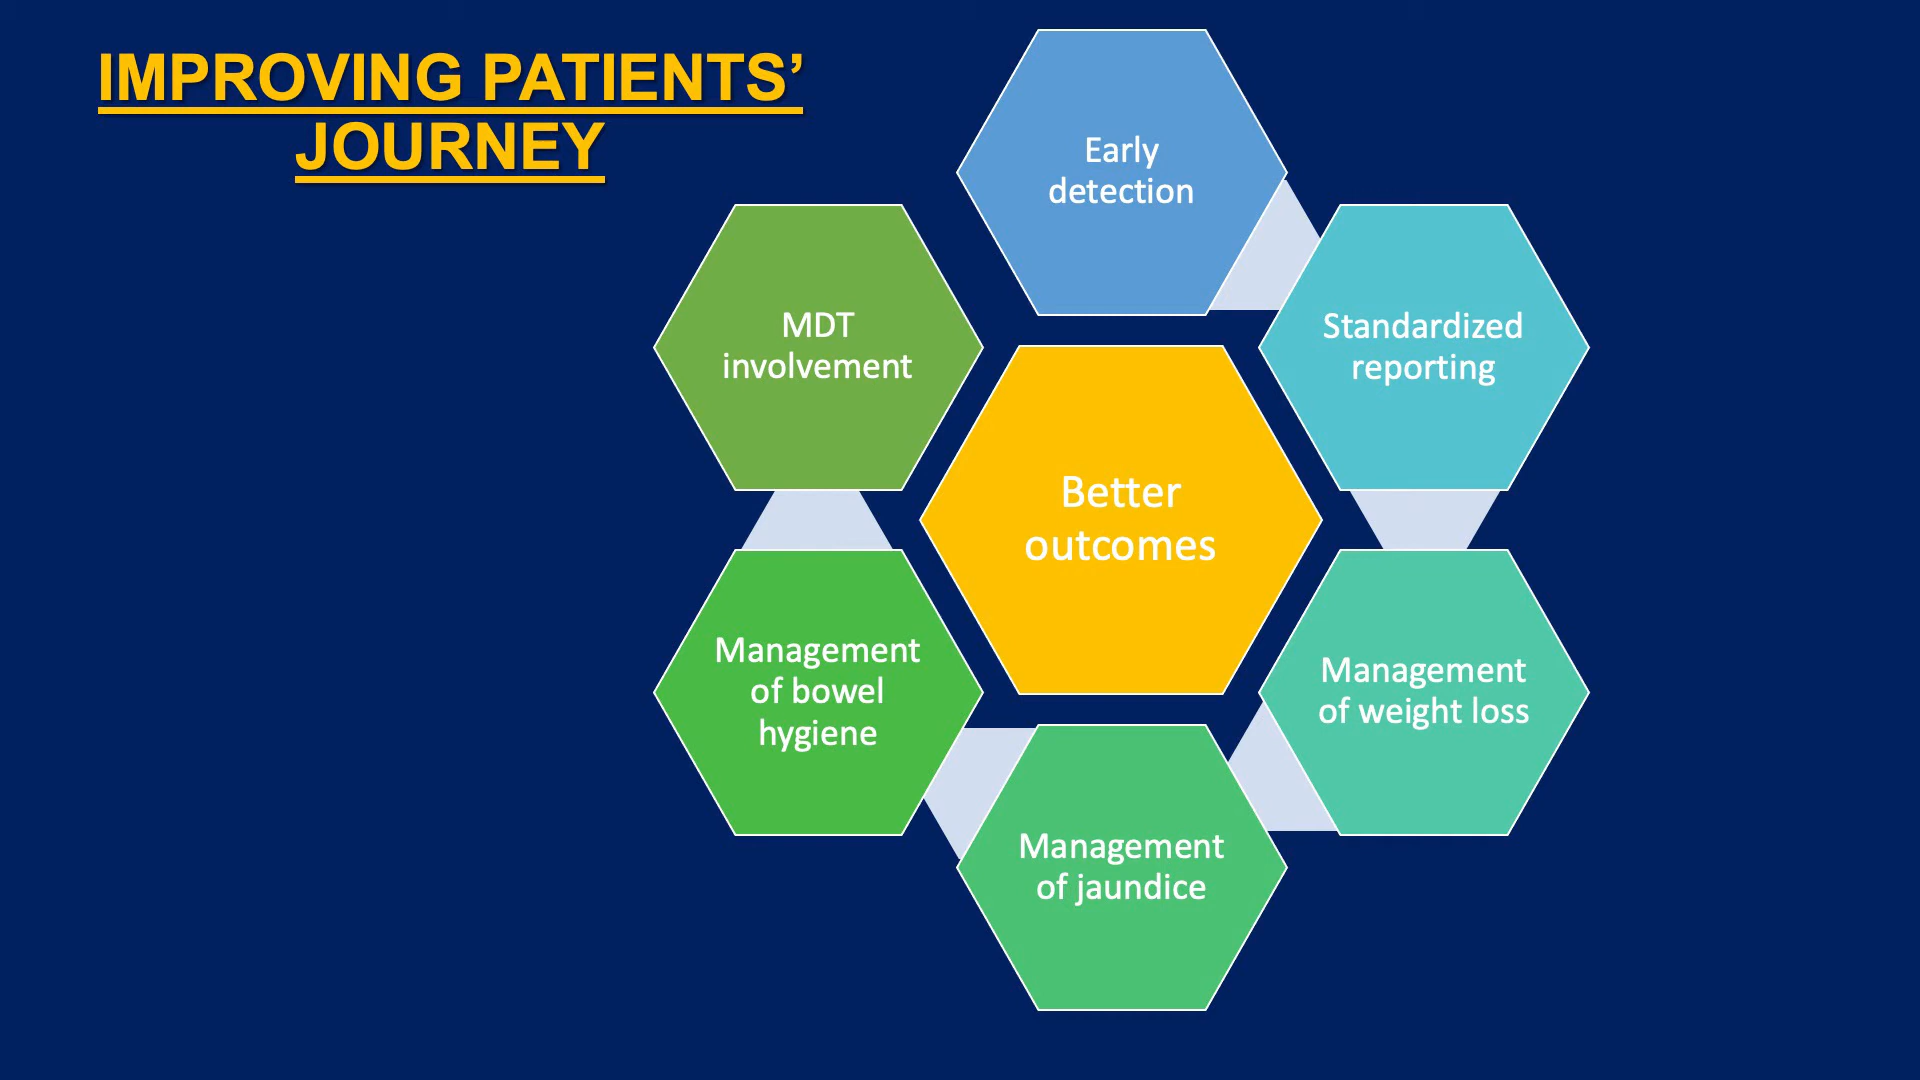 IMPROVING PATIENTS’
JOURNEY
Early
detection
Standardized
reporting
Management
of weight loss
Management
of jaundice
Management
of bowel
hygiene
MDT
involvement
Better
outcomes